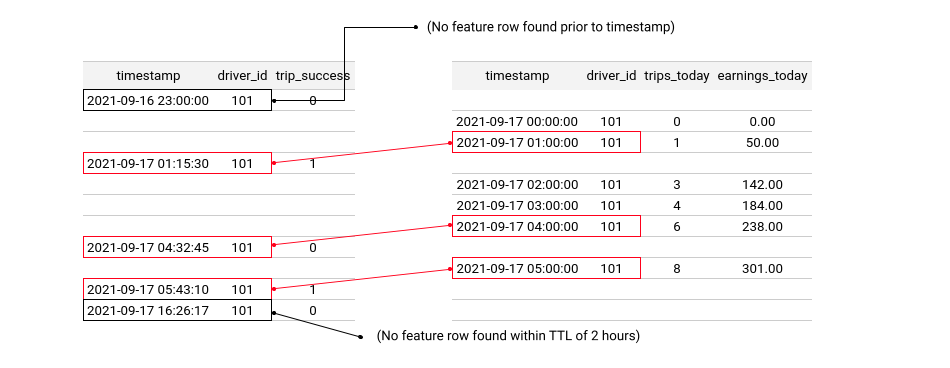 (No feature row found prior to timestamp)
timestamp driver_id trip_success
timestamp driver_id trips_today earnings_today
2021-09-16 23:00:00 101 0
2021-09-17 00:00:00 101 0 0.00
2021-09-17 01:00:00 101 1 50.00
2021-09-17 01:15:30 101 1
2021-09-17 02:00:00 101 3 142.00
2021-09-17 03:00:00 101 4 184.00
2021-09-17 04:00:00 101 6 238.00
2021-09-17 04:32:45 101 0
2021-09-17 05:00:00 101 8 301.00
2021-09-17 05:43:10 101 1
2021-09-17 16:26:17 101 0
(No feature row found within TTL of 2 hours)